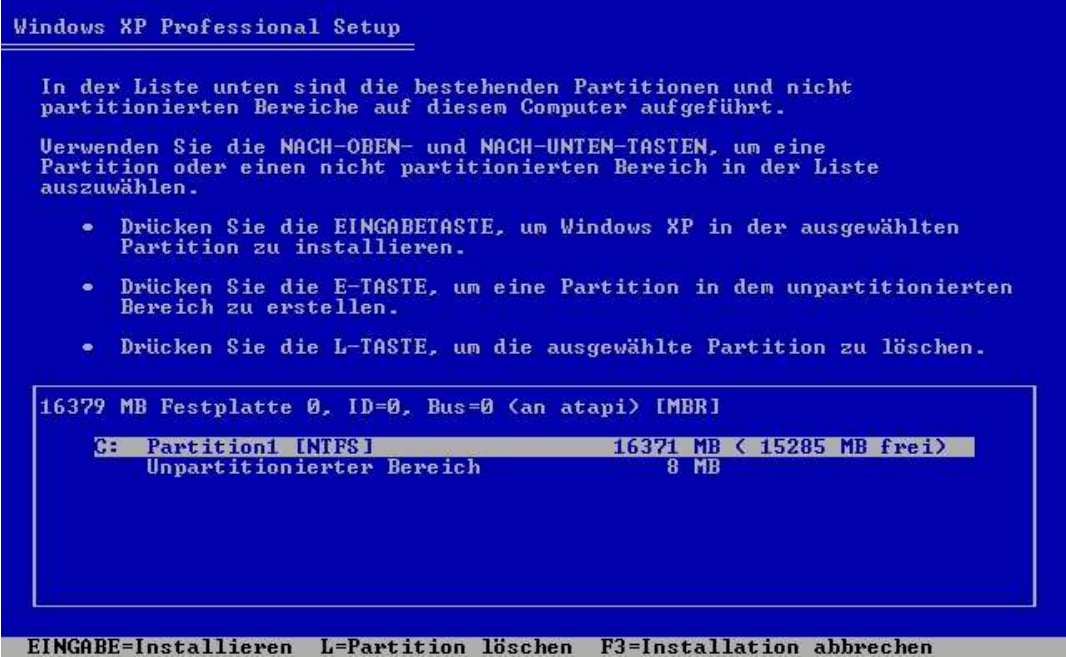 Windows XP Professional Setup
In der Liste unten sind die bestehenden Partitionen und nicht
partitionierten Bereiche auf diesem Computer aufgeführt.
Verwenden Sie die NACH-OBEN- und NACH-UNTEN-TASTEN, um eine
Partition oder einen nicht partitionierten Bereich in der Liste
auszuwählen.
• Drücken Sie die EINGABETASTE, um Windows XP in der ausgewählten
Partition zu installieren.
• Drücken Sie die E-TASTE, um eine Partition in dem unpartitionierten
Bereich zu erstellen.
• Drücken Sie die L-TASTE, um die ausgewählte Partition zu löschen.
16379 MB Festplatte 0, ID=0, Bus=0 (an atapi) [MBR]
C: Partition1 [NTFS] 16371 MB ( 15285 MB frei)
Unpartitionierter Bereich 8 MB
EINGABE=Installieren L=Partition löschen F3=Installation abbrechen